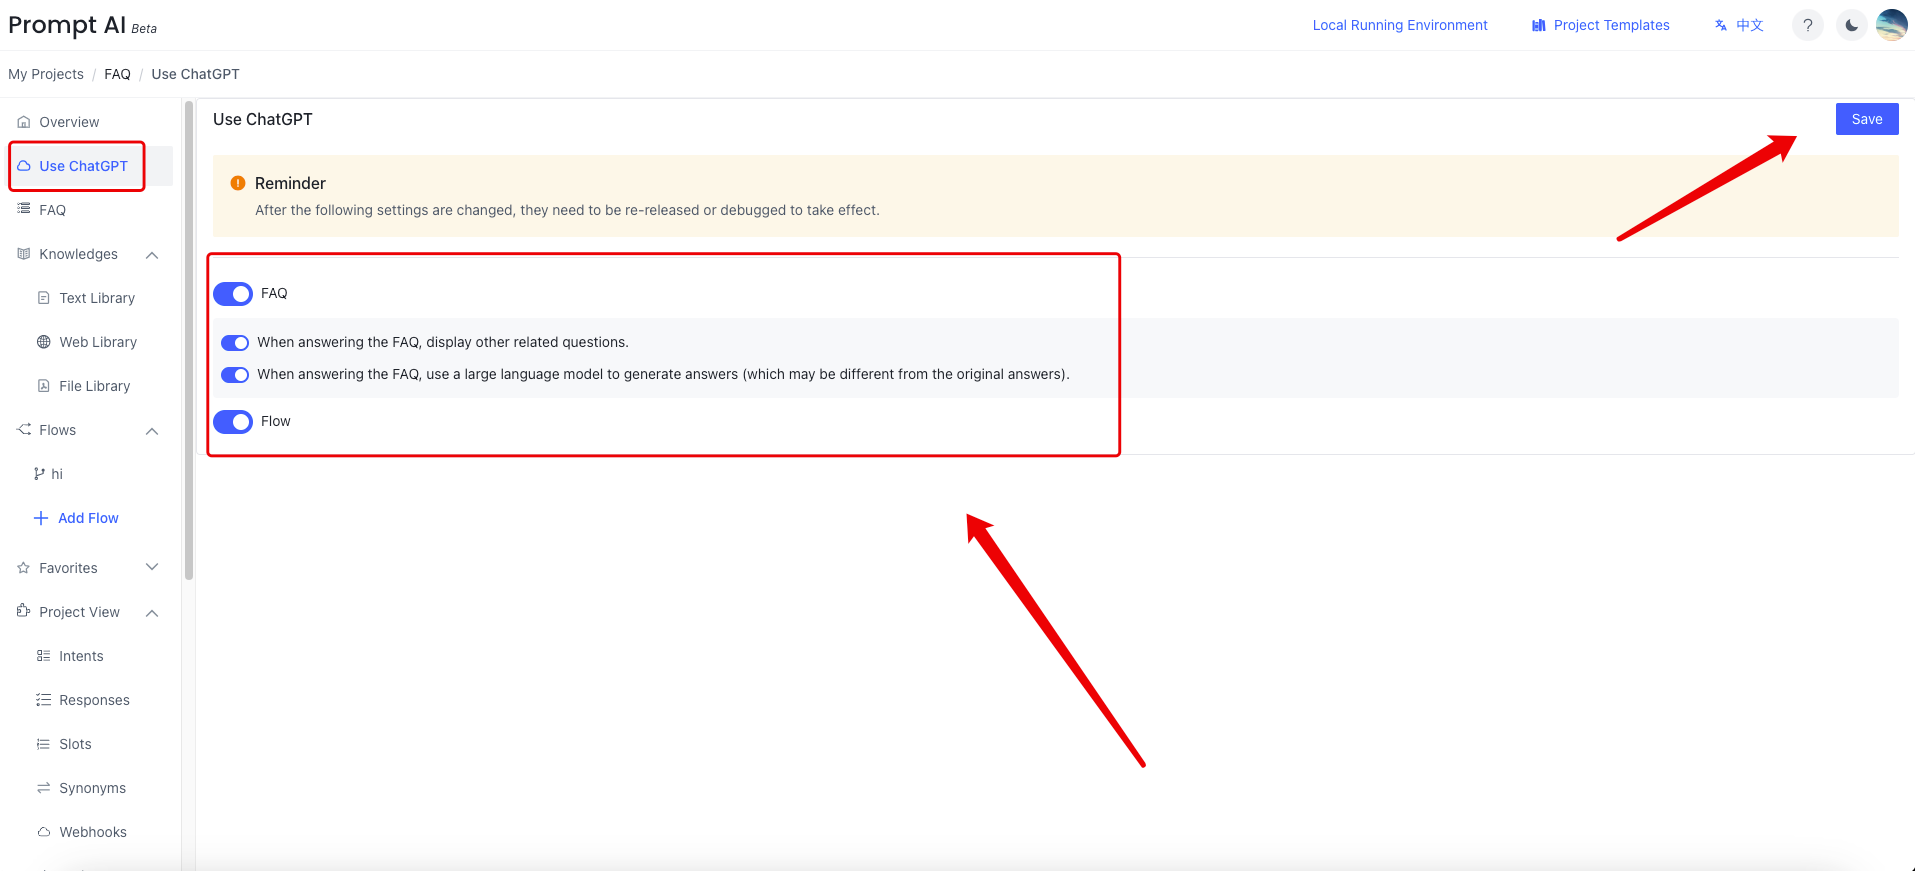 Prompt AI Beta
Local Running Environment
Project Templates
中文
?
My Projects / FAQ / Use ChatGPT
Overview
Use ChatGPT
FAQ
Knowledges
Text Library
Web Library
File Library
Flows
hi
Add Flow
Favorites
Project View
Intents
Responses
Slots
Synonyms
Webhooks
Use ChatGPT
Save
Reminder
After the following settings are changed, they need to be re-released or debugged to take effect.
FAQ
When answering the FAQ, display other related questions.
When answering the FAQ, use a large language model to generate answers (which may be different from the original answers).
Flow